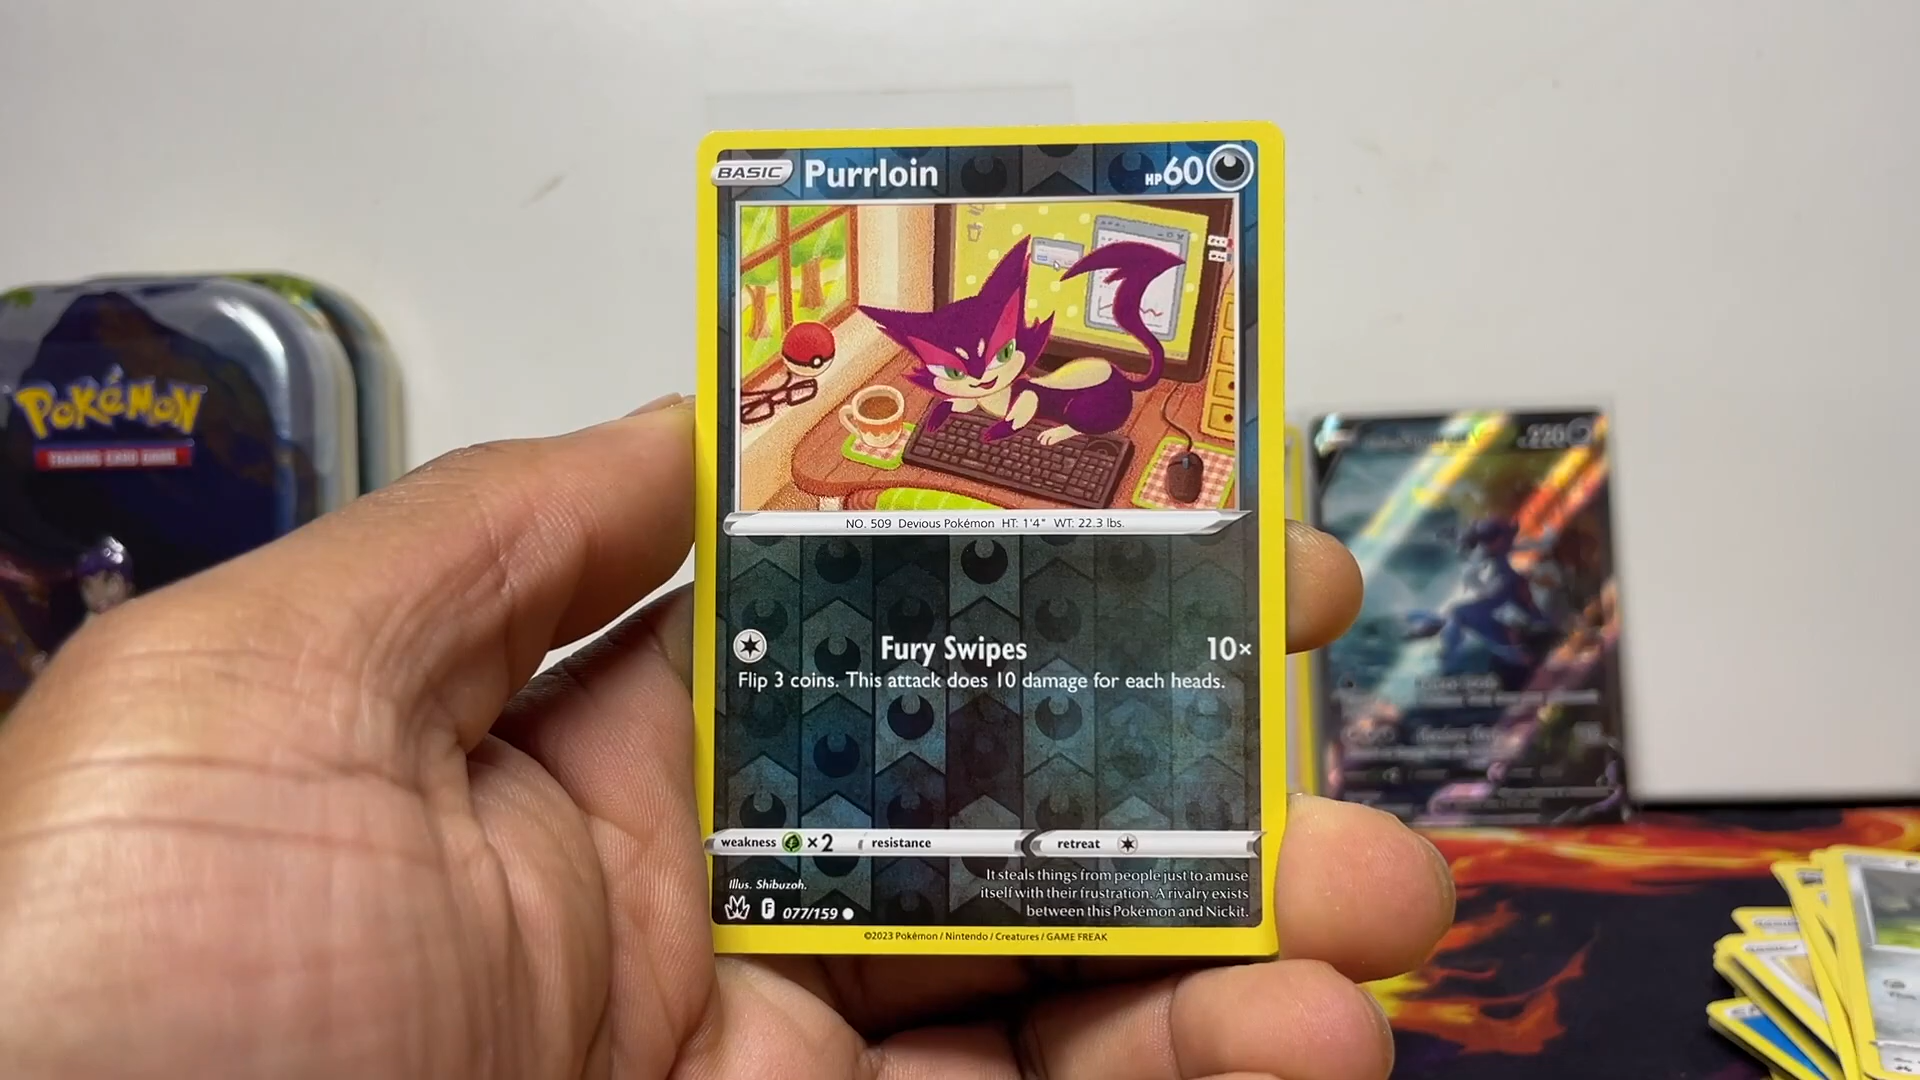 BASIC Purrloin HP60
NO. 509 Devious Pokémon HT: 1'4" WT: 22.3 lbs.
Fury Swipes 10×
Flip 3 coins. This attack does 10 damage for each heads.
weakness ×2 resistance retreat
Illus. Shibuzoh.
It steals things from people just to amuse
itself with their frustration. A rivalry exists
between this Pokémon and Nickit.
F 077/159
©2023 Pokémon / Nintendo / Creatures / GAME FREAK
POKéMON
TRADING CARD GAME
220